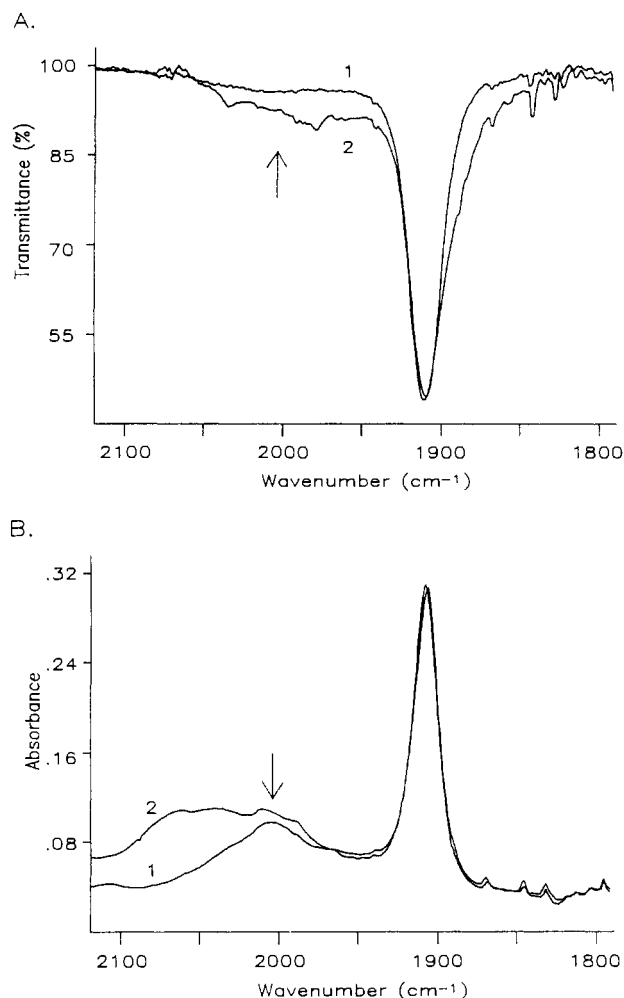 A.
100
85
70
55
Transmittance (%)
1
2
2100 2000 1900 1800
Wavenumber (cm-1)
B.
.32
.24
.16
.08
Absorbance
2
1
2100 2000 1900 1800
Wavenumber (cm-1)